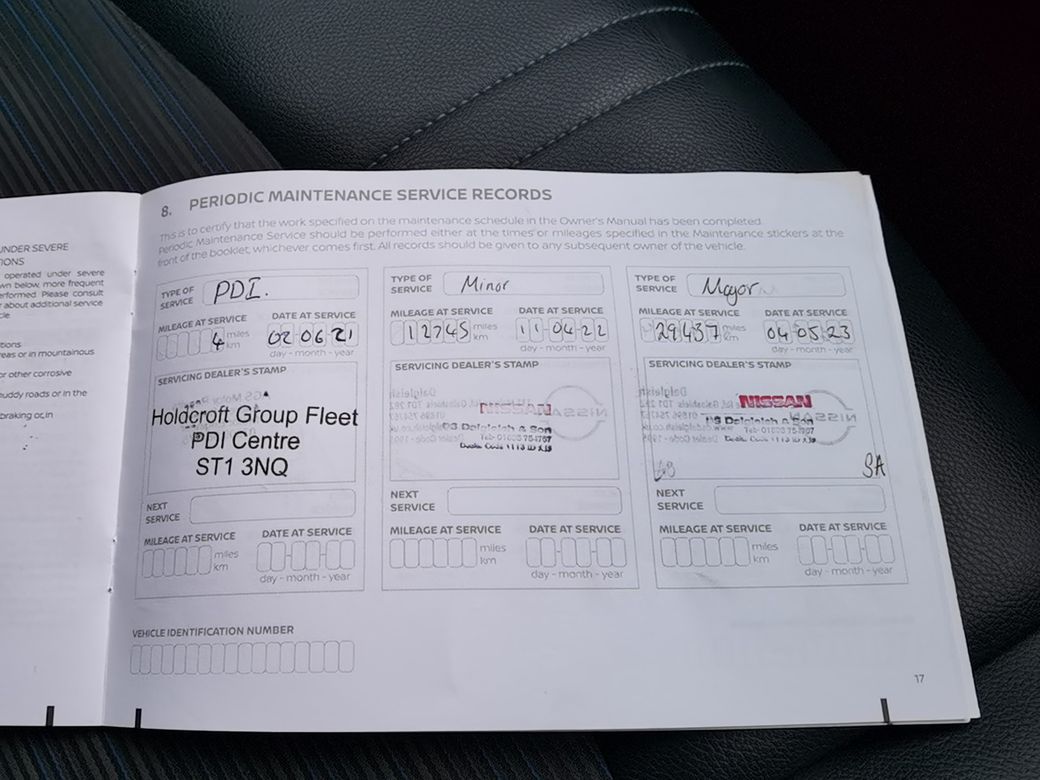 UNDER SEVERE
operated under severe
below, more frequent
Please consult
about additional service
or in mountainous
or other corrosive
muddy roads or in the
braking or in
8. PERIODIC MAINTENANCE SERVICE RECORDS
This is to certify that the work specified on the maintenance schedule in the Owner's Manual has been completed.
Periodic Maintenance Service should be performed either at the times or mileages specified in the Maintenance stickers at the
front of the booklet, whichever comes first. All records should be given to any subsequent owner of the vehicle.
TYPE OF
SERVICE PDI.
MILEAGE AT SERVICE DATE AT SERVICE
4 miles
km 02-06-21
day - month - year
SERVICING DEALER'S STAMP
Holdcroft Group Fleet
PDI Centre
ST1 3NQ
NEXT
SERVICE
MILEAGE AT SERVICE DATE AT SERVICE
miles
km
day - month - year
TYPE OF
SERVICE Minor
MILEAGE AT SERVICE DATE AT SERVICE
12745 miles
km 11-04-22
day - month - year
SERVICING DEALER'S STAMP
NISSAN
Dalgleish & Son
NEXT
SERVICE
MILEAGE AT SERVICE DATE AT SERVICE
miles
km
day - month - year
TYPE OF
SERVICE Mayor
MILEAGE AT SERVICE DATE AT SERVICE
29437 miles
km 04-05-23
day - month - year
SERVICING DEALER'S STAMP
NISSAN
Dalgleish & Son
SA
NEXT
SERVICE
MILEAGE AT SERVICE DATE AT SERVICE
miles
km
day - month - year
VEHICLE IDENTIFICATION NUMBER
17